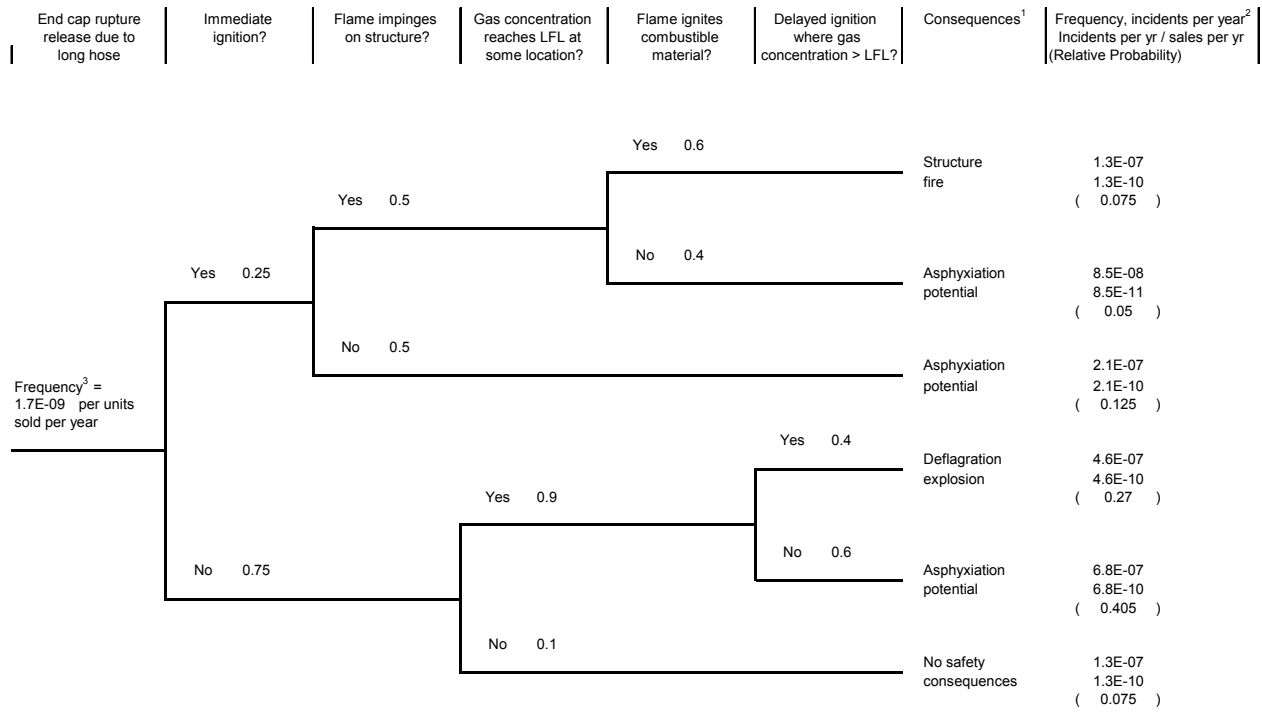 End cap rupture
release due to
long hose
Immediate
ignition?
Flame impinges
on structure?
Gas concentration
reaches LFL at
some location?
Flame ignites
combustible
material?
Delayed ignition
where gas
concentration > LFL?
Consequences1
Frequency, incidents per year2
Incidents per yr / sales per yr
(Relative Probability)
Yes 0.6
Structure
fire
1.3E-07
1.3E-10
( 0.075 )
Yes 0.5
No 0.4
Yes 0.25
Asphyxiation
potential
8.5E-08
8.5E-11
( 0.05 )
No 0.5
Asphyxiation
potential
2.1E-07
2.1E-10
( 0.125 )
Frequency3 =
1.7E-09 per units
sold per year
Yes 0.4
Deflagration
explosion
4.6E-07
4.6E-10
( 0.27 )
Yes 0.9
No 0.6
No 0.75
Asphyxiation
potential
6.8E-07
6.8E-10
( 0.405 )
No 0.1
No safety
consequences
1.3E-07
1.3E-10
( 0.075 )